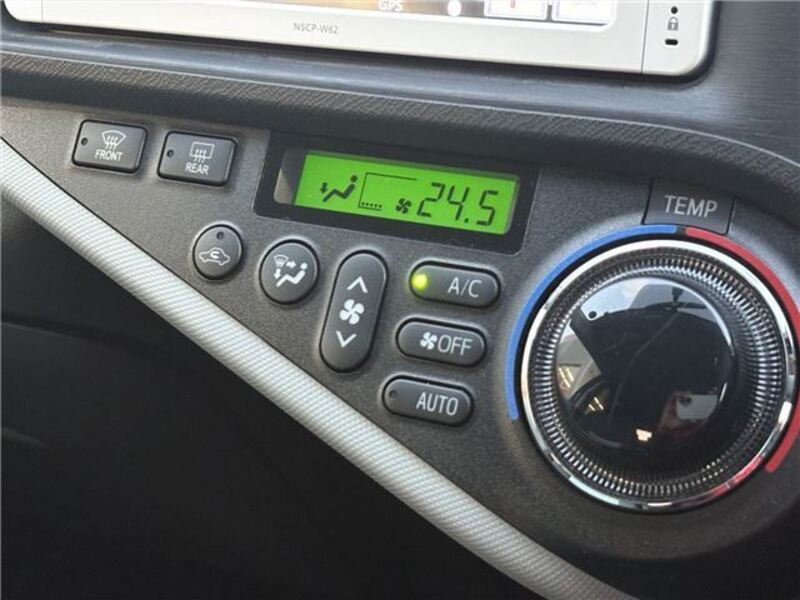 GPS
NSCP-W62
FRONT
REAR
24.5
TEMP
A/C
OFF
AUTO